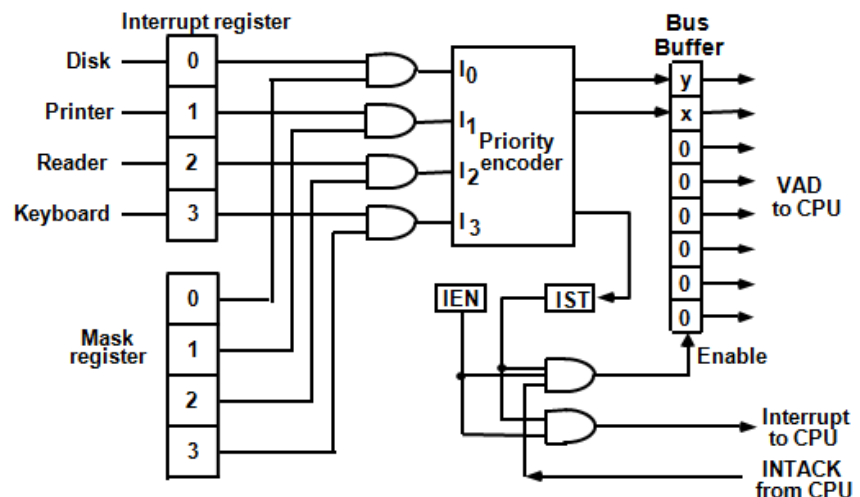 Interrupt register
Disk
Printer
Reader
Keyboard
0
1
2
3
Mask
register
0
1
2
3
I0
I1
I2
I3
Priority
encoder
IEN
IST
Bus
Buffer
y
x
0
0
0
0
0
0
VAD
to CPU
Enable
Interrupt
to CPU
INTACK
from CPU